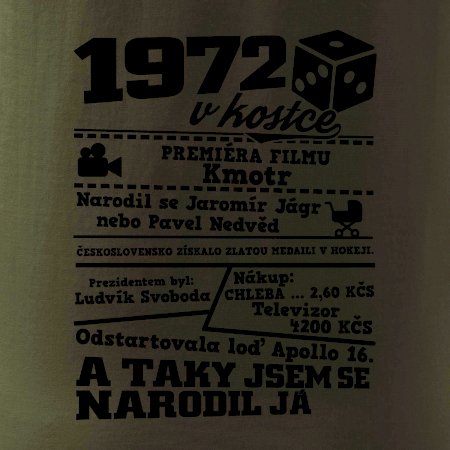 1972
v kostce
PREMIÉRA FILMU
Kmotr
Narodil se Jaromír Jágr
nebo Pavel Nedvěd
ČESKOSLOVENSKO ZÍSKALO ZLATOU MEDAILI V HOKEJI.
Prezidentem byl:
Ludvík Svoboda
Nákup:
CHLEBA ... 2,60 KČS
Televizor
4200 KČS
Odstartovala loď Apollo 16.
A TAKY JSEM SE
NARODIL JÁ